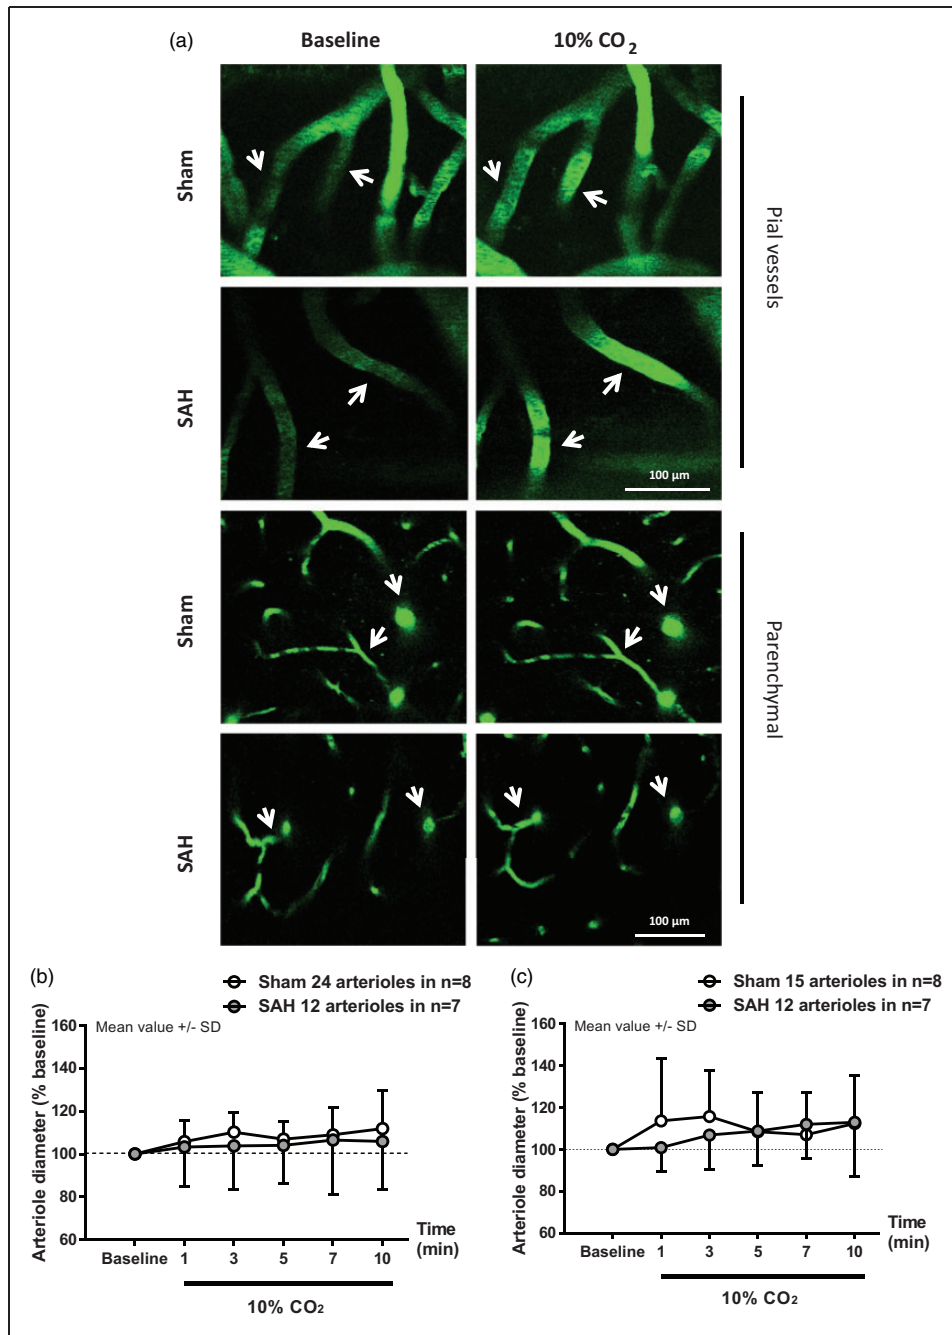 (a)
Baseline
10% CO2
Sham
SAH
100 µm
Pial vessels
Sham
SAH
100 µm
Parenchymal
(b)
Sham 24 arterioles in n=8
SAH 12 arterioles in n=7
Mean value +/- SD
Arteriole diameter (% baseline)
160
140
120
100
80
60
Baseline 1 3 5 7 10
Time
(min)
10% CO2
(c)
Sham 15 arterioles in n=8
SAH 12 arterioles in n=7
Mean value +/- SD
Arteriole diameter (% baseline)
160
140
120
100
80
60
Baseline 1 3 5 7 10
Time
(min)
10% CO2